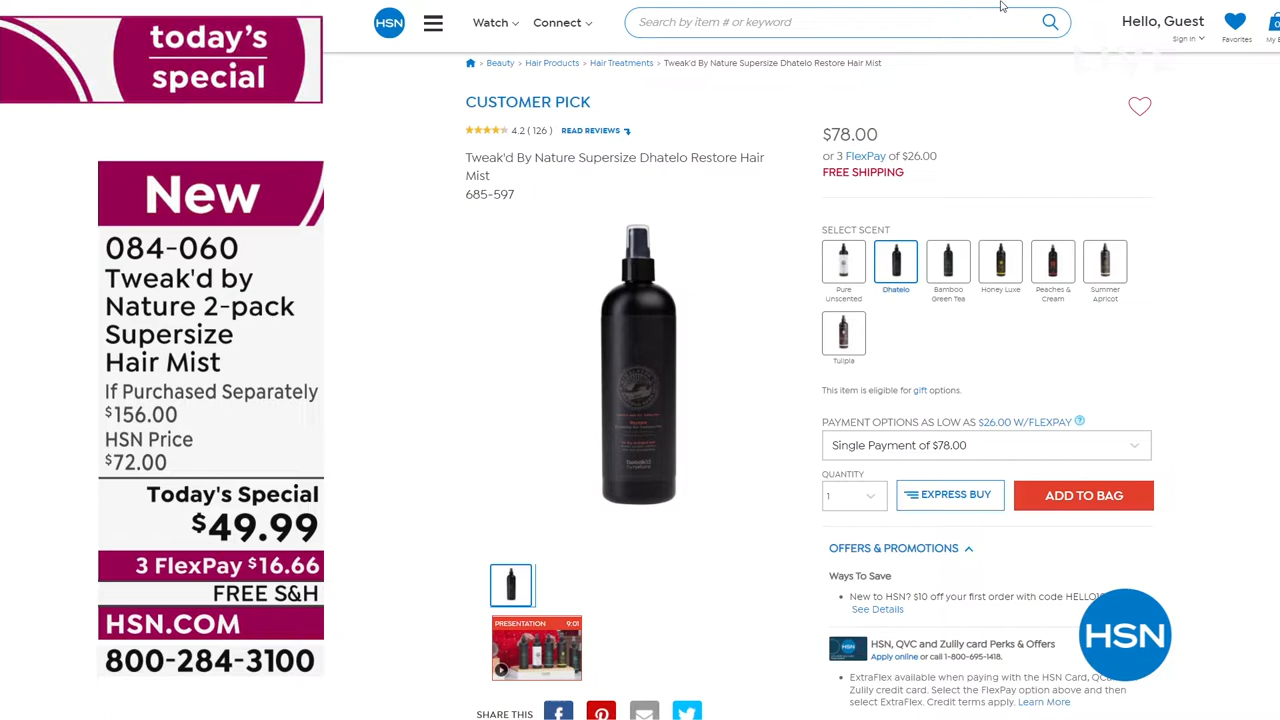 today's
special
New
084-060
Tweak'd by
Nature 2-pack
Supersize
Hair Mist
If Purchased Separately
$156.00
HSN Price
$72.00
Today's Special
$49.99
3 FlexPay $16.66
FREE S&H
HSN.COM
800-284-3100
HSN
Watch
Connect
Search by item # or keyword
Hello, Guest
Sign In
Favorites
0
LIVE
Beauty > Hair Products > Hair Treatments > Tweak'd By Nature Supersize Dhatelo Restore Hair Mist
CUSTOMER PICK
4.2 ( 126 ) READ REVIEWS
Tweak'd By Nature Supersize Dhatelo Restore Hair
Mist
685-597
$78.00
or 3 FlexPay of $26.00
FREE SHIPPING
SELECT SCENT
Pure
Unscented
Dhatelo
Bamboo
Green Tea
Honey Luxe
Peaches &
Cream
Summer
Apricot
Tulipia
This item is eligible for gift options.
PAYMENT OPTIONS AS LOW AS $26.00 W/FLEXPAY ?
Single Payment of $78.00
QUANTITY
1
EXPRESS BUY
ADD TO BAG
OFFERS & PROMOTIONS
Ways To Save
• New to HSN? $10 off your first order with code
See Details
HSN
HSN, QVC and Zulily card Perks & Offers
Apply online or call 1-800-695-1418.
• ExtraFlex available when paying with the HSN Card,
Zulily credit card. Select the FlexPay option above and then
select ExtraFlex. Credit terms apply. Learn More
HSN
PRESENTATION 9:01
SHARE THIS